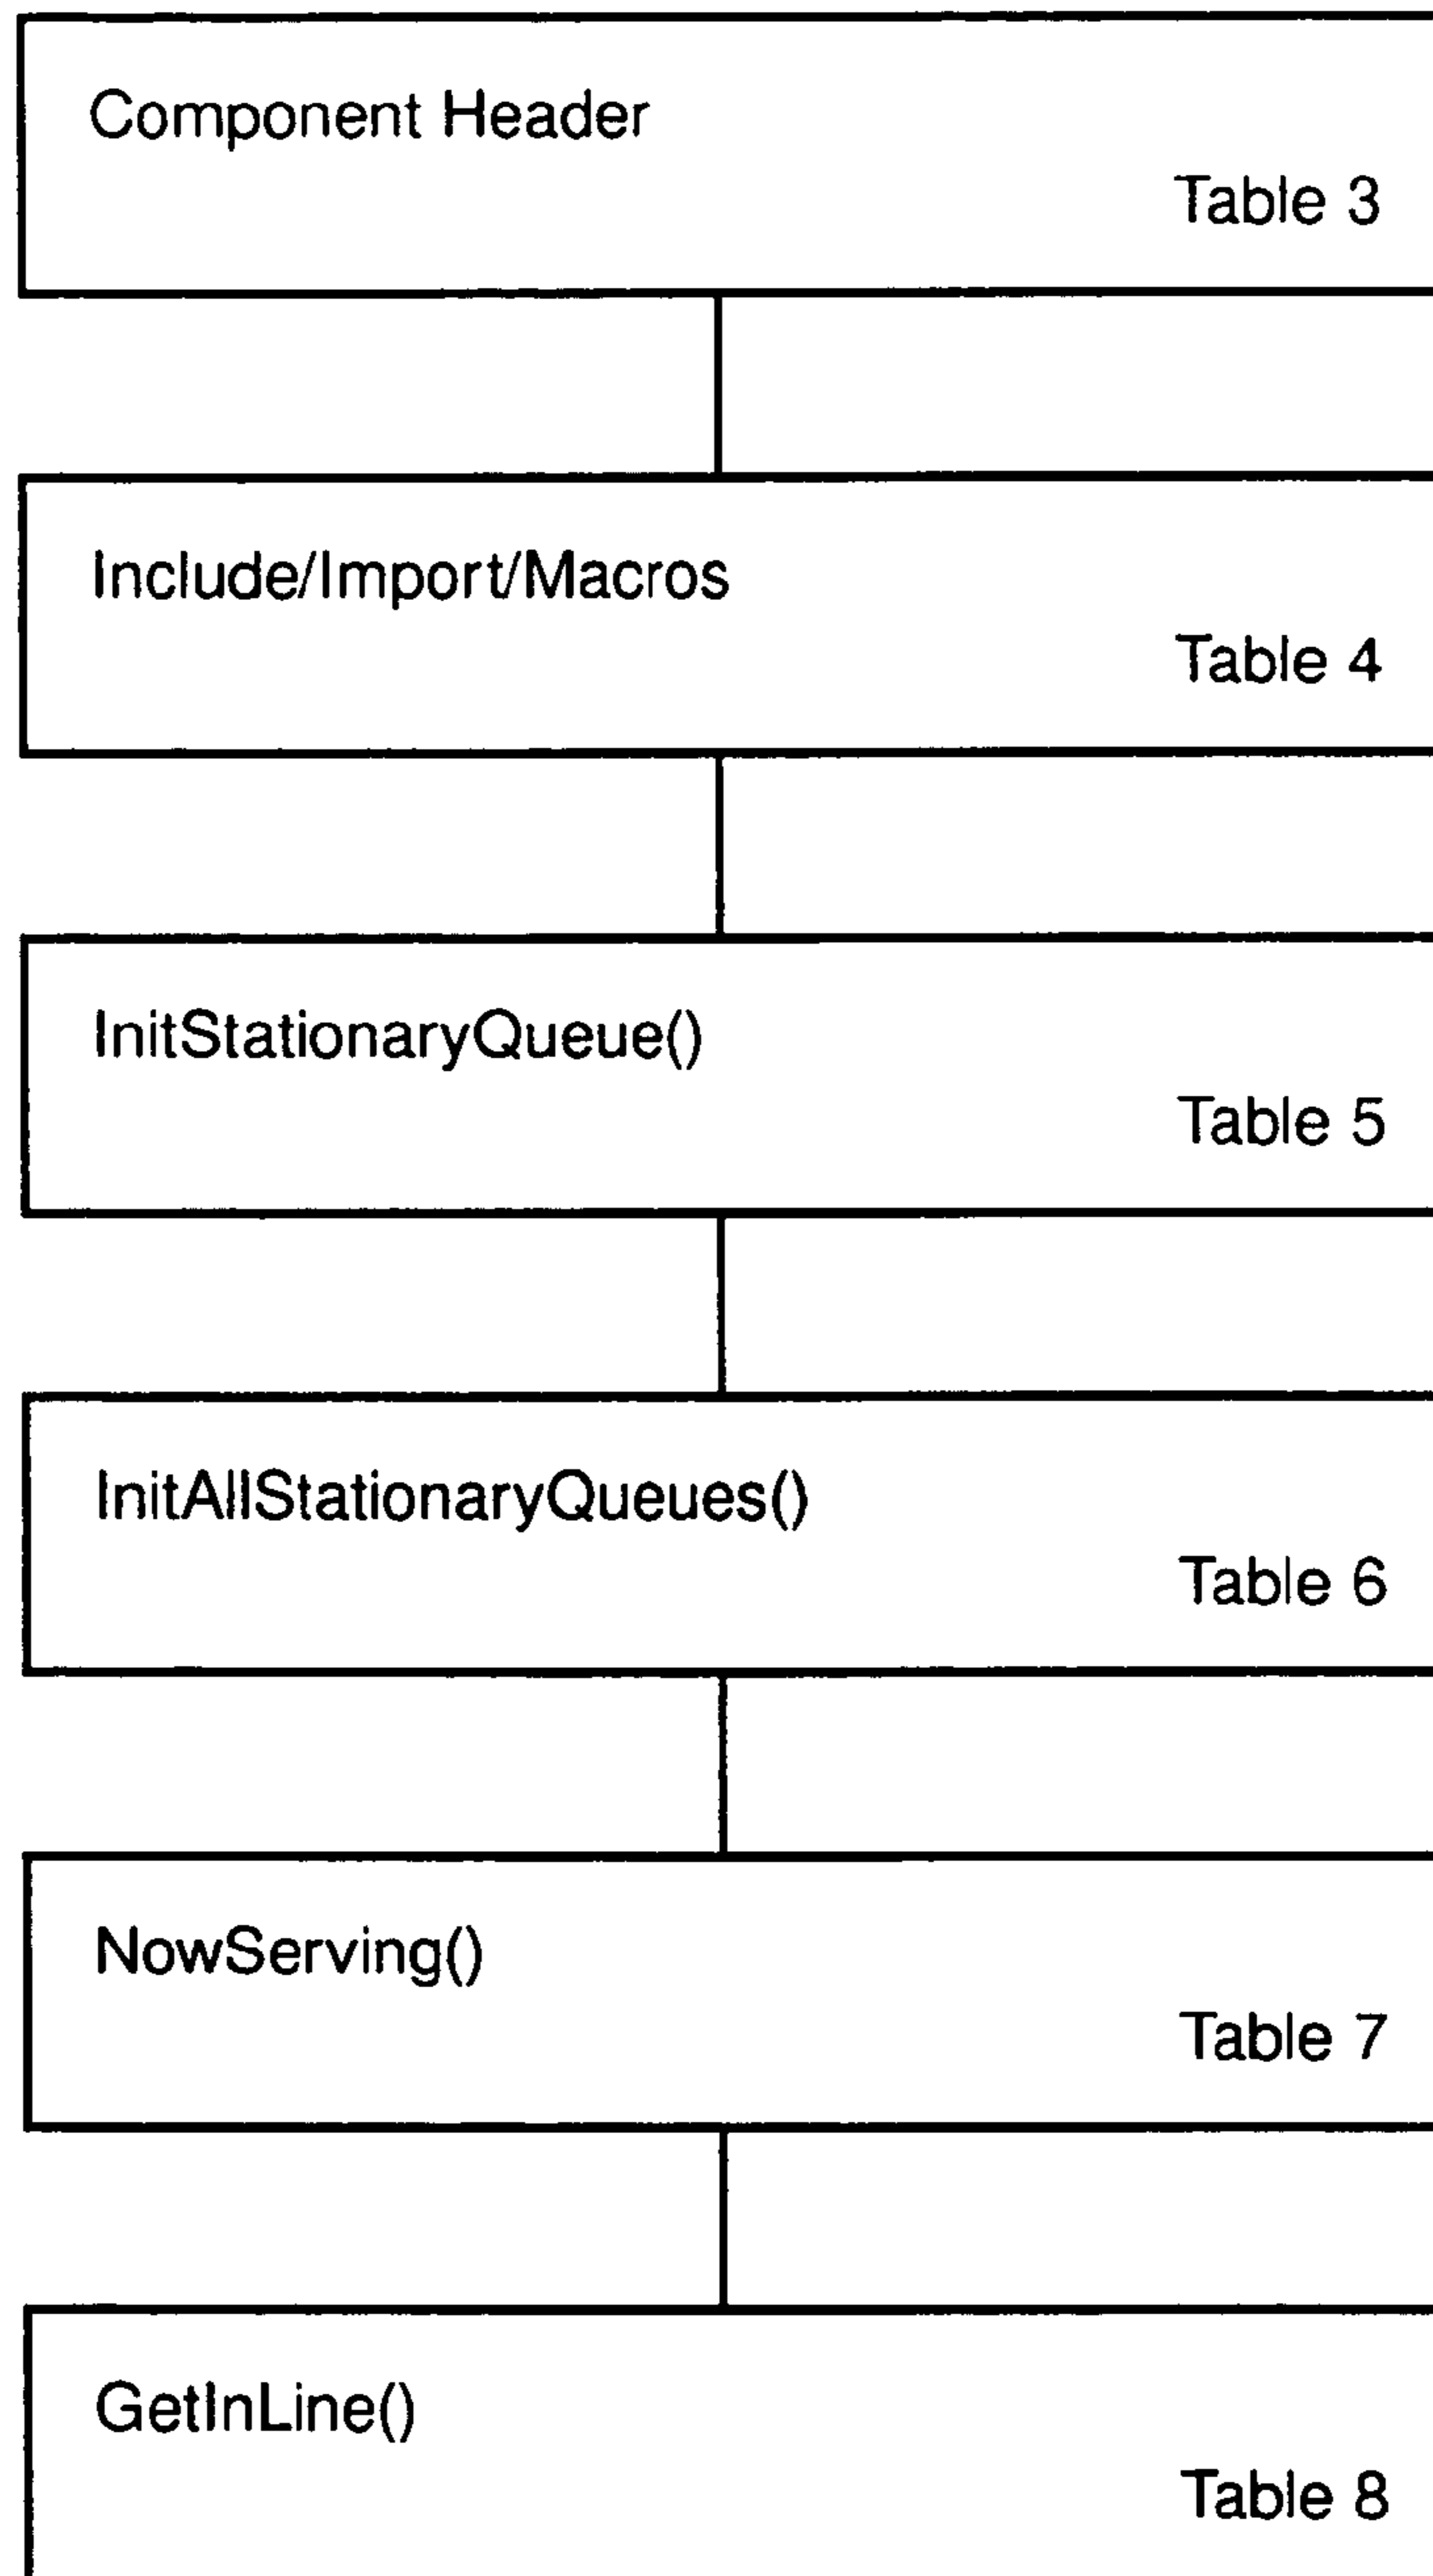 Component Header
Table 3
Include/Import/Macros
Table 4
InitStationaryQueue()
Table 5
InitAllStationaryQueues()
Table 6
NowServing()
Table 7
GetInLine()
Table 8